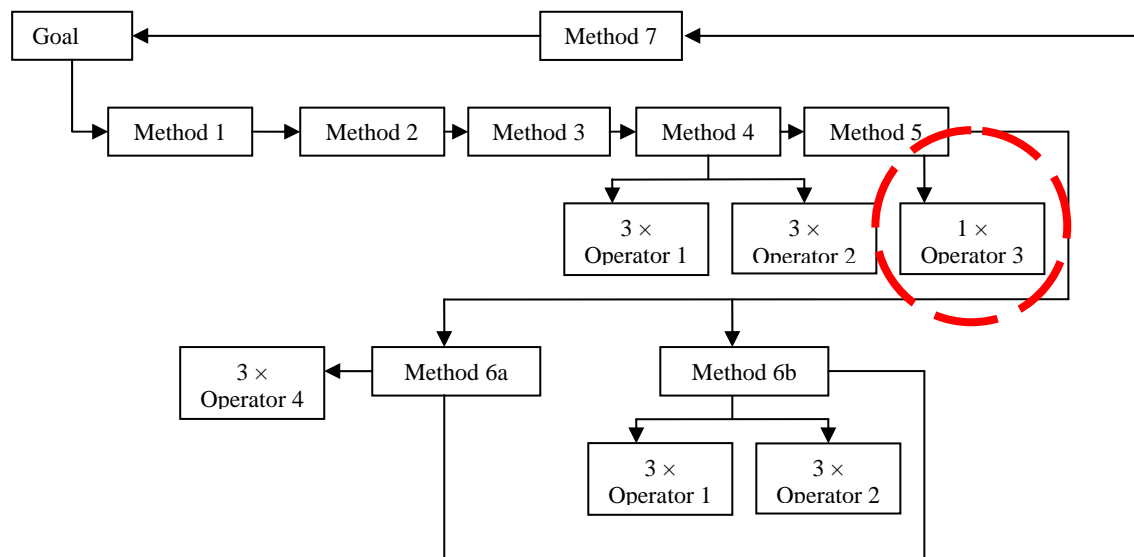 Goal
Method 7
Method 1
Method 2
Method 3
Method 4
Method 5
3 ×
Operator 1
3 ×
Operator 2
1 ×
Operator 3
3 ×
Operator 4
Method 6a
Method 6b
3 ×
Operator 1
3 ×
Operator 2